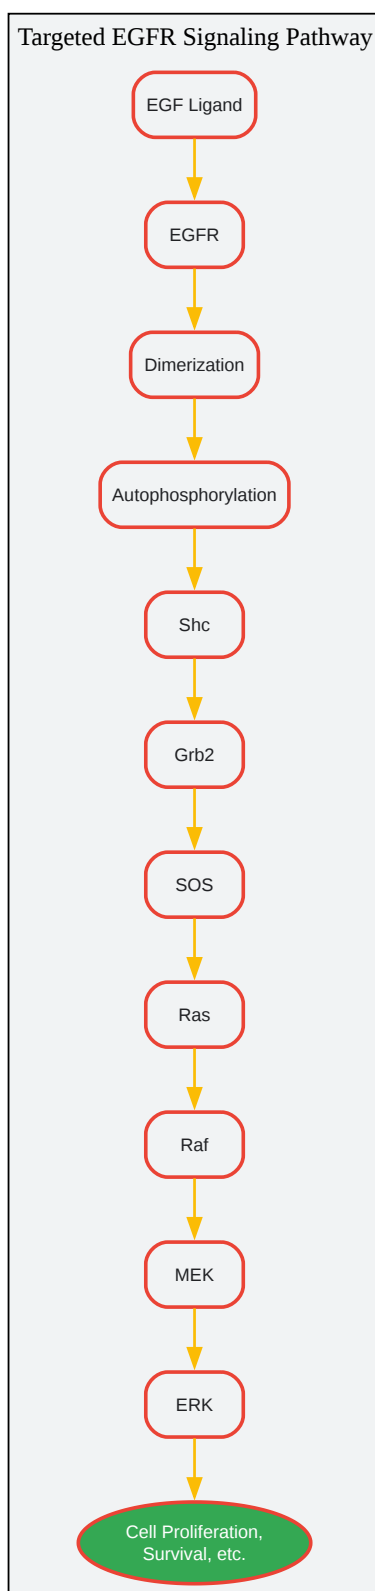 Targeted EGFR Signaling Pathway
EGF Ligand
EGFR
Dimerization
Autophosphorylation
Shc
Grb2
SOS
Ras
Raf
MEK
ERK
Cell Proliferation,
Survival, etc.